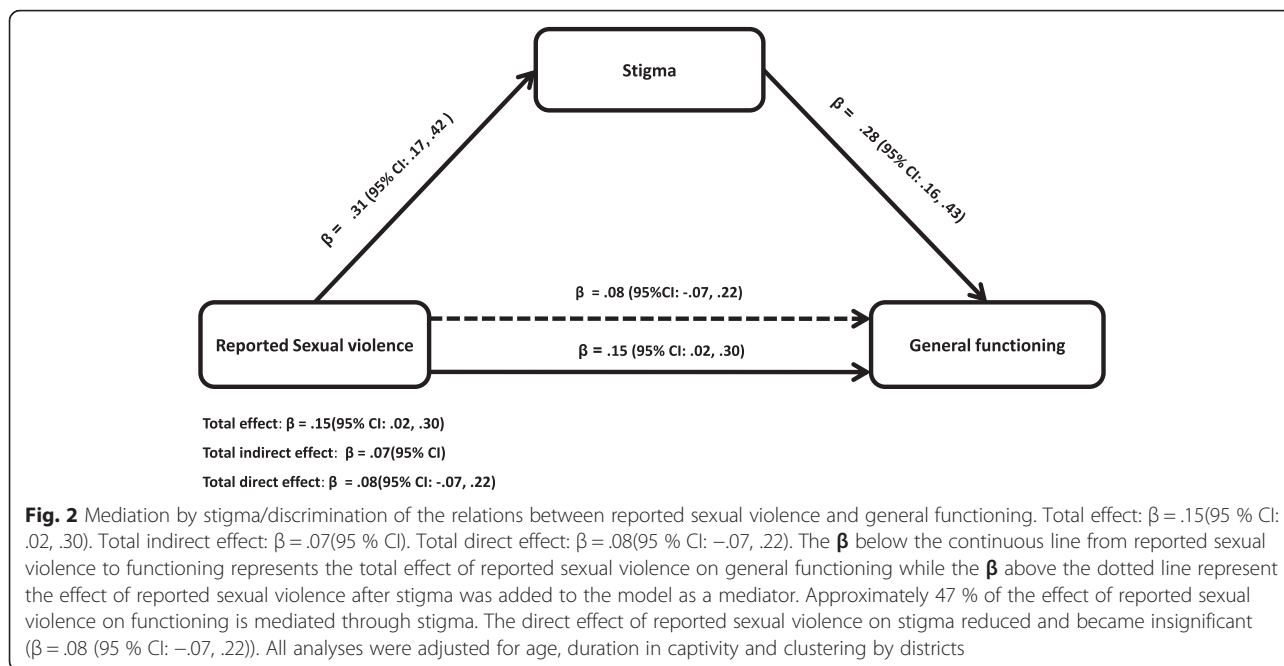 Stigma
β = .31 (95% CI: .17, .42 )
β = .28 (95% CI: .16, .43)
β = .08 (95%CI: -.07, .22)
Reported Sexual violence
General functioning
β = .15 (95% CI: .02, .30)
Total effect: β = .15(95% CI: .02, .30)
Total indirect effect: β = .07(95% CI)
Total direct effect: β = .08(95% CI: -.07, .22)
Fig. 2 Mediation by stigma/discrimination of the relations between reported sexual violence and general functioning. Total effect: β = .15(95 % CI:
.02, .30). Total indirect effect: β = .07(95 % CI). Total direct effect: β = .08(95 % CI: −.07, .22). The β below the continuous line from reported sexual
violence to functioning represents the total effect of reported sexual violence on general functioning while the β above the dotted line represent
the effect of reported sexual violence after stigma was added to the model as a mediator. Approximately 47 % of the effect of reported sexual
violence on functioning is mediated through stigma. The direct effect of reported sexual violence on stigma reduced and became insignificant
(β = .08 (95 % CI: −.07, .22)). All analyses were adjusted for age, duration in captivity and clustering by districts